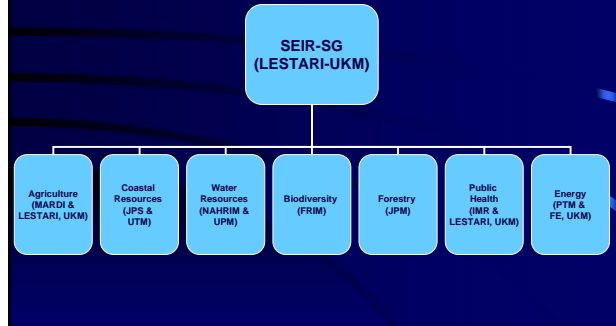 SEIR-SG
(LESTARI-UKM)
Agriculture
(MARDI &
LESTARI, UKM)
Coastal
Resources
(JPS &
UTM)
Water
Resources
(NAHRIM &
UPM)
Biodiversity
(FRIM)
Forestry
(JPM)
Public
Health
(IMR &
LESTARI, UKM)
Energy
(PTM &
FE, UKM)